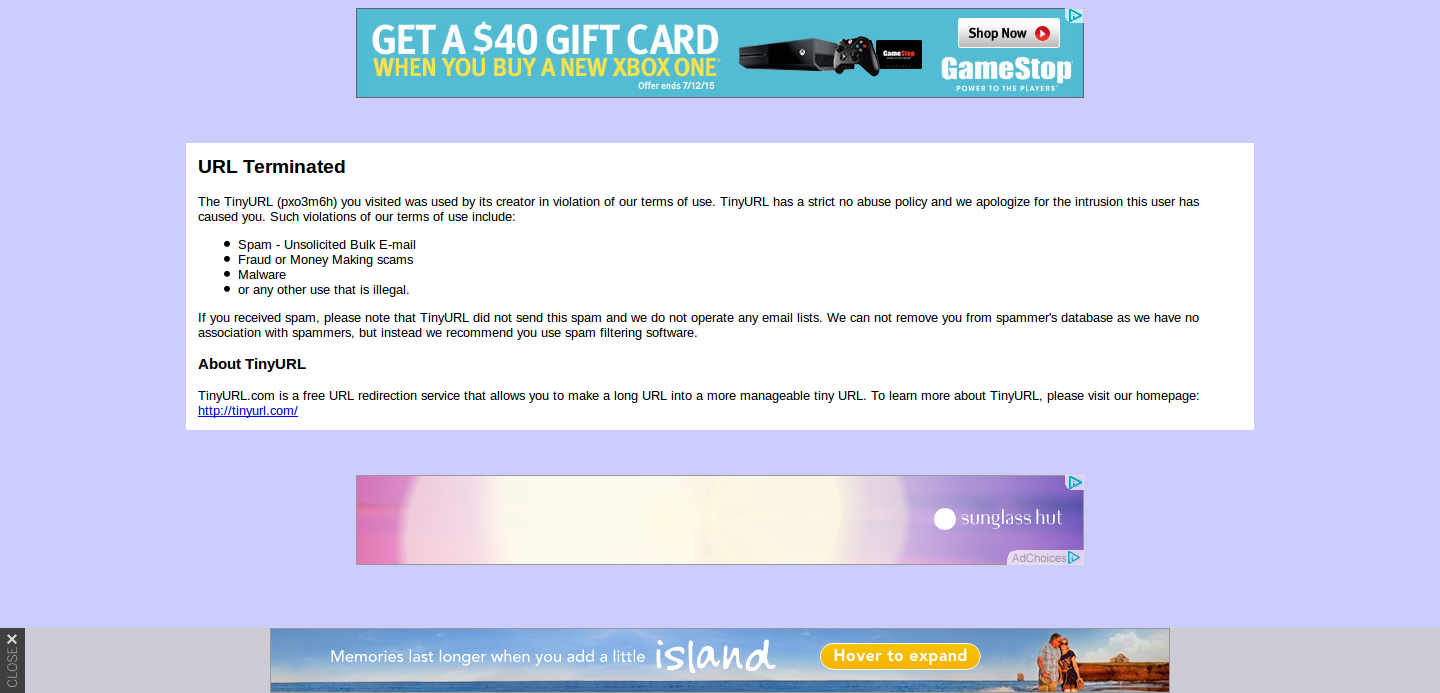 GET A $40 GIFT CARD
WHEN YOU BUY A NEW XBOX ONE®
Offer ends 7/12/15
GameStop
Shop Now
GameStop
POWER TO THE PLAYERS®
URL Terminated
The TinyURL (pxo3m6h) you visited was used by its creator in violation of our terms of use. TinyURL has a strict no abuse policy and we apologize for the intrusion this user has
caused you. Such violations of our terms of use include:
Spam - Unsolicited Bulk E-mail
Fraud or Money Making scams
Malware
or any other use that is illegal.
If you received spam, please note that TinyURL did not send this spam and we do not operate any email lists. We can not remove you from spammer's database as we have no
association with spammers, but instead we recommend you use spam filtering software.
About TinyURL
TinyURL.com is a free URL redirection service that allows you to make a long URL into a more manageable tiny URL. To learn more about TinyURL, please visit our homepage:
http://tinyurl.com/
sunglass hut
AdChoices
CLOSE
Memories last longer when you add a little island
Hover to expand